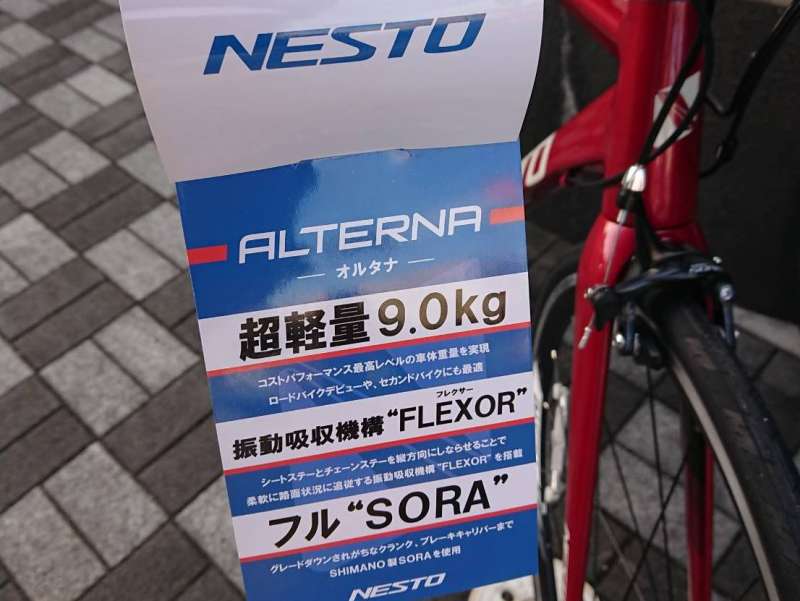 NESTO
ALTERNA
オルタナ
超軽量9.0kg
コストパフォーマンス最高レベルの車体重量を実現
ロードバイクデビューや、セカンドバイクにも最適
フレクサー
振動吸収機構“FLEXOR”
シートステーとチェーンステーを縦方向にしならせることで
柔軟に路面状況に追従する振動吸収機構“FLEXOR”を搭載
フル“SORA”
グレードダウンされがちなクランク、ブレーキキャリパーまで
SHIMANO製SORAを使用
NESTO